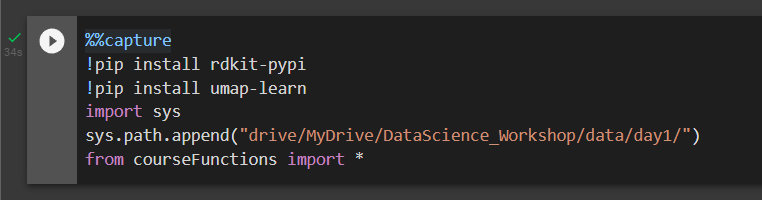 %%capture
!pip install rdkit-pypi
!pip install umap-learn
import sys
sys.path.append("drive/MyDrive/DataScience_Workshop/data/day1/")
from courseFunctions import *
34s